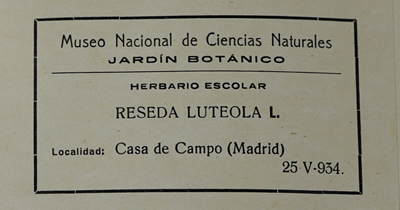 Museo Nacional de Ciencias Naturales
JARDÍN BOTÁNICO
HERBARIO ESCOLAR
RESEDA LUTEOLA L.
Localidad: Casa de Campo (Madrid)
25 V-934.